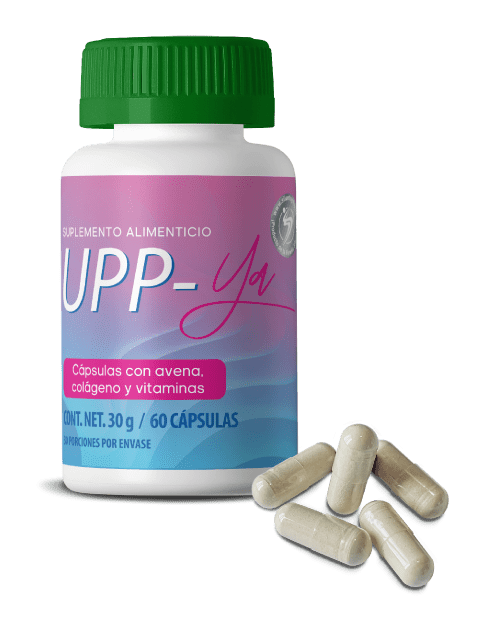 SUPLEMENTO ALIMENTICIO
UPP-Ya
Cápsulas con avena,
colágeno y vitaminas
CONT. NET. 30 g / 60 CÁPSULAS
PORCIONES POR ENVASE